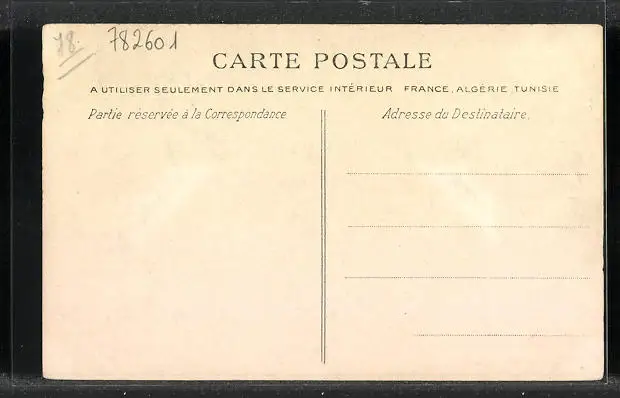 18. 782601
CARTE POSTALE
A UTILISER SEULEMENT DANS LE SERVICE INTÉRIEUR FRANCE, ALGÉRIE TUNISIE
Partie réservée à la Correspondance
Adresse du Destinataire.